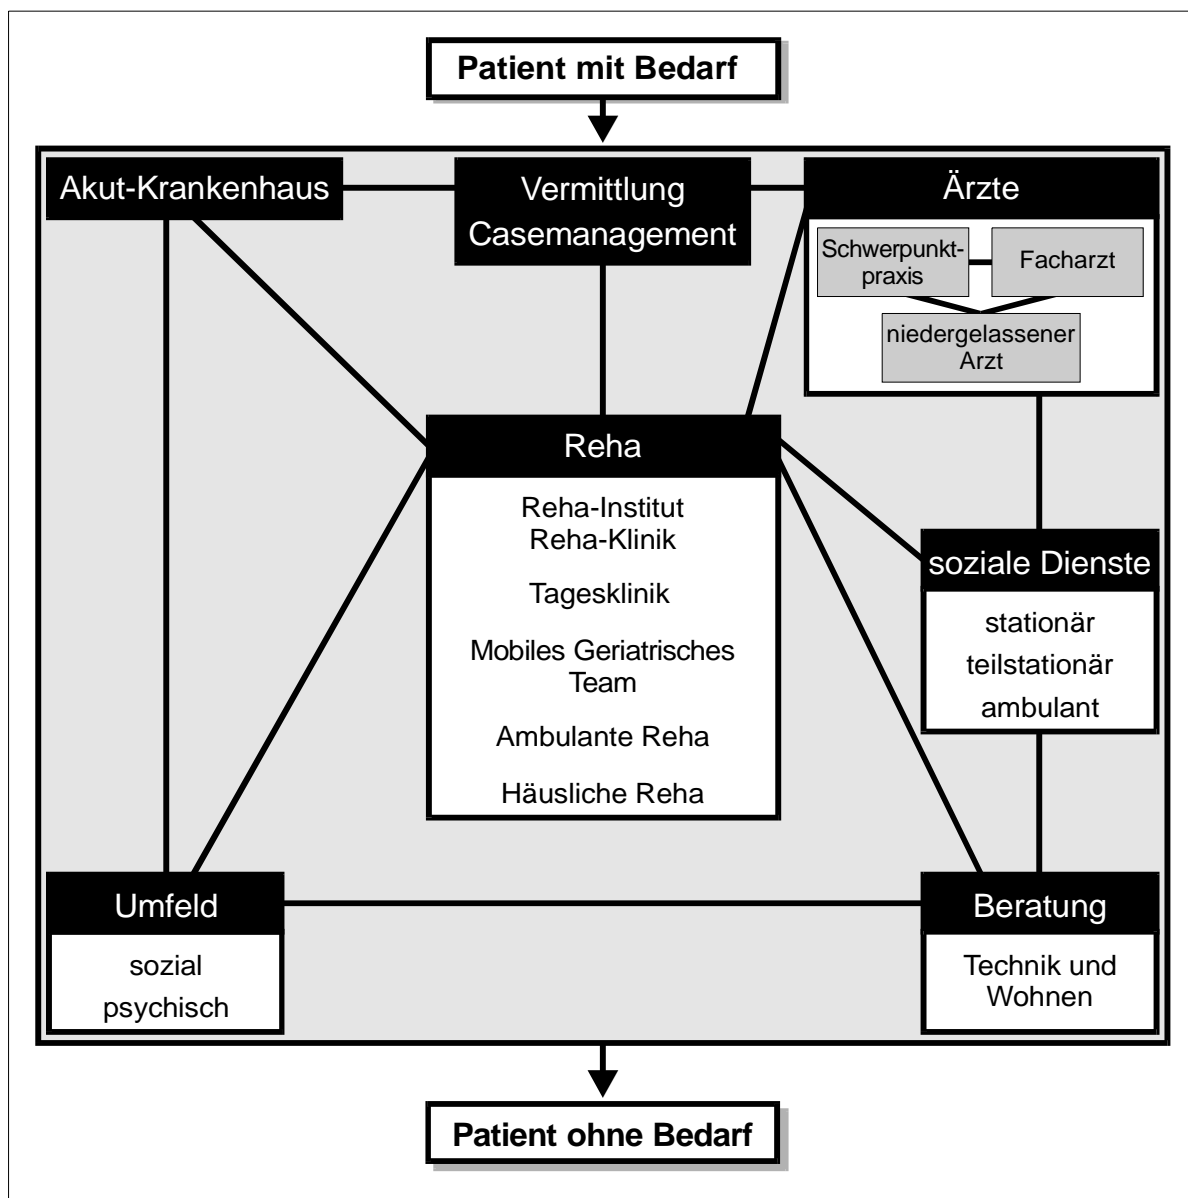 Patient mit Bedarf
Akut-Krankenhaus
Vermittlung
Casemanagement
Ärzte
Schwerpunkt-
praxis
Facharzt
niedergelassener
Arzt
Reha
Reha-Institut
Reha-Klinik
Tagesklinik
Mobiles Geriatrisches
Team
Ambulante Reha
Häusliche Reha
soziale Dienste
stationär
teilstationär
ambulant
Umfeld
sozial
psychisch
Beratung
Technik und
Wohnen
Patient ohne Bedarf